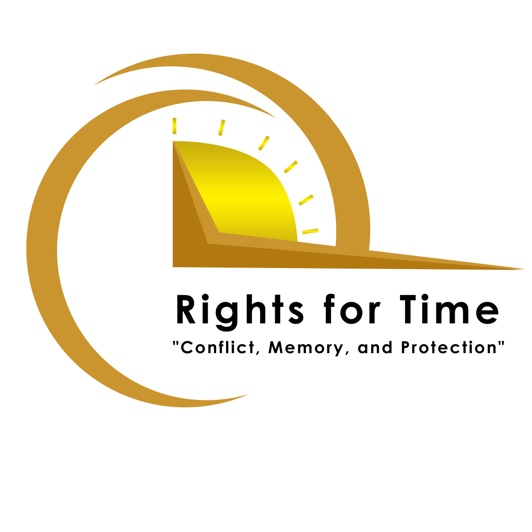 Rights for Time
"Conflict, Memory, and Protection"